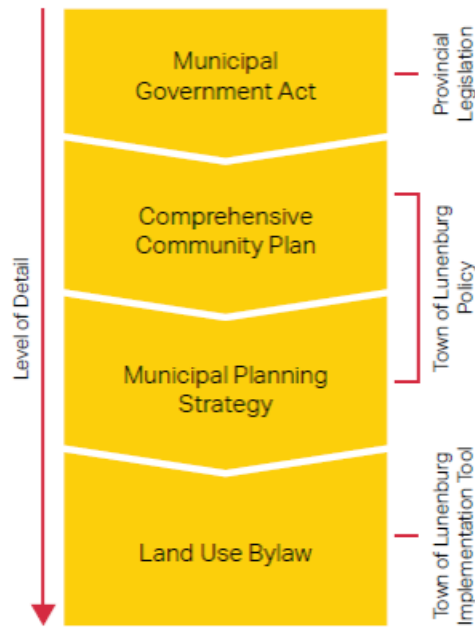 Municipal
Government Act
Provincial
Legislation
Comprehensive
Community Plan
Town of Lunenburg
Policy
Level of Detail
Municipal Planning
Strategy
Land Use Bylaw
Town of Lunenburg
Implementation Tool